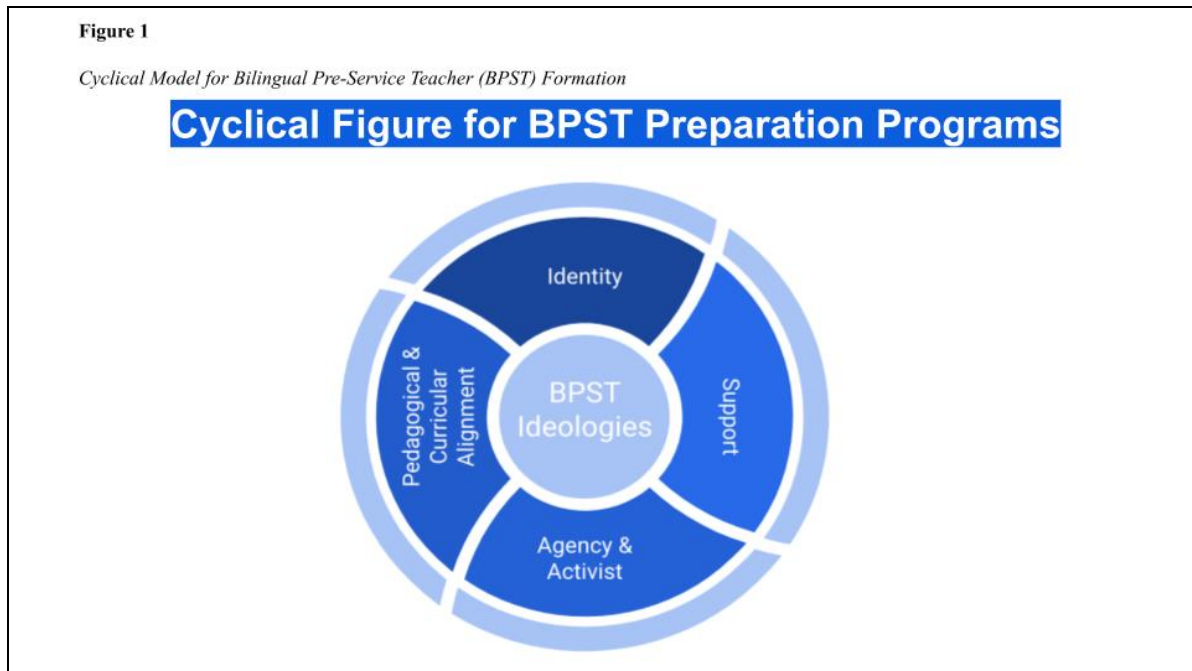 Figure 1
Cyclical Model for Bilingual Pre-Service Teacher (BPST) Formation
Cyclical Figure for BPST Preparation Programs
Identity
Support
Agency &
Activist
Pedagogical &
Curricular
Alignment
BPST
Ideologies